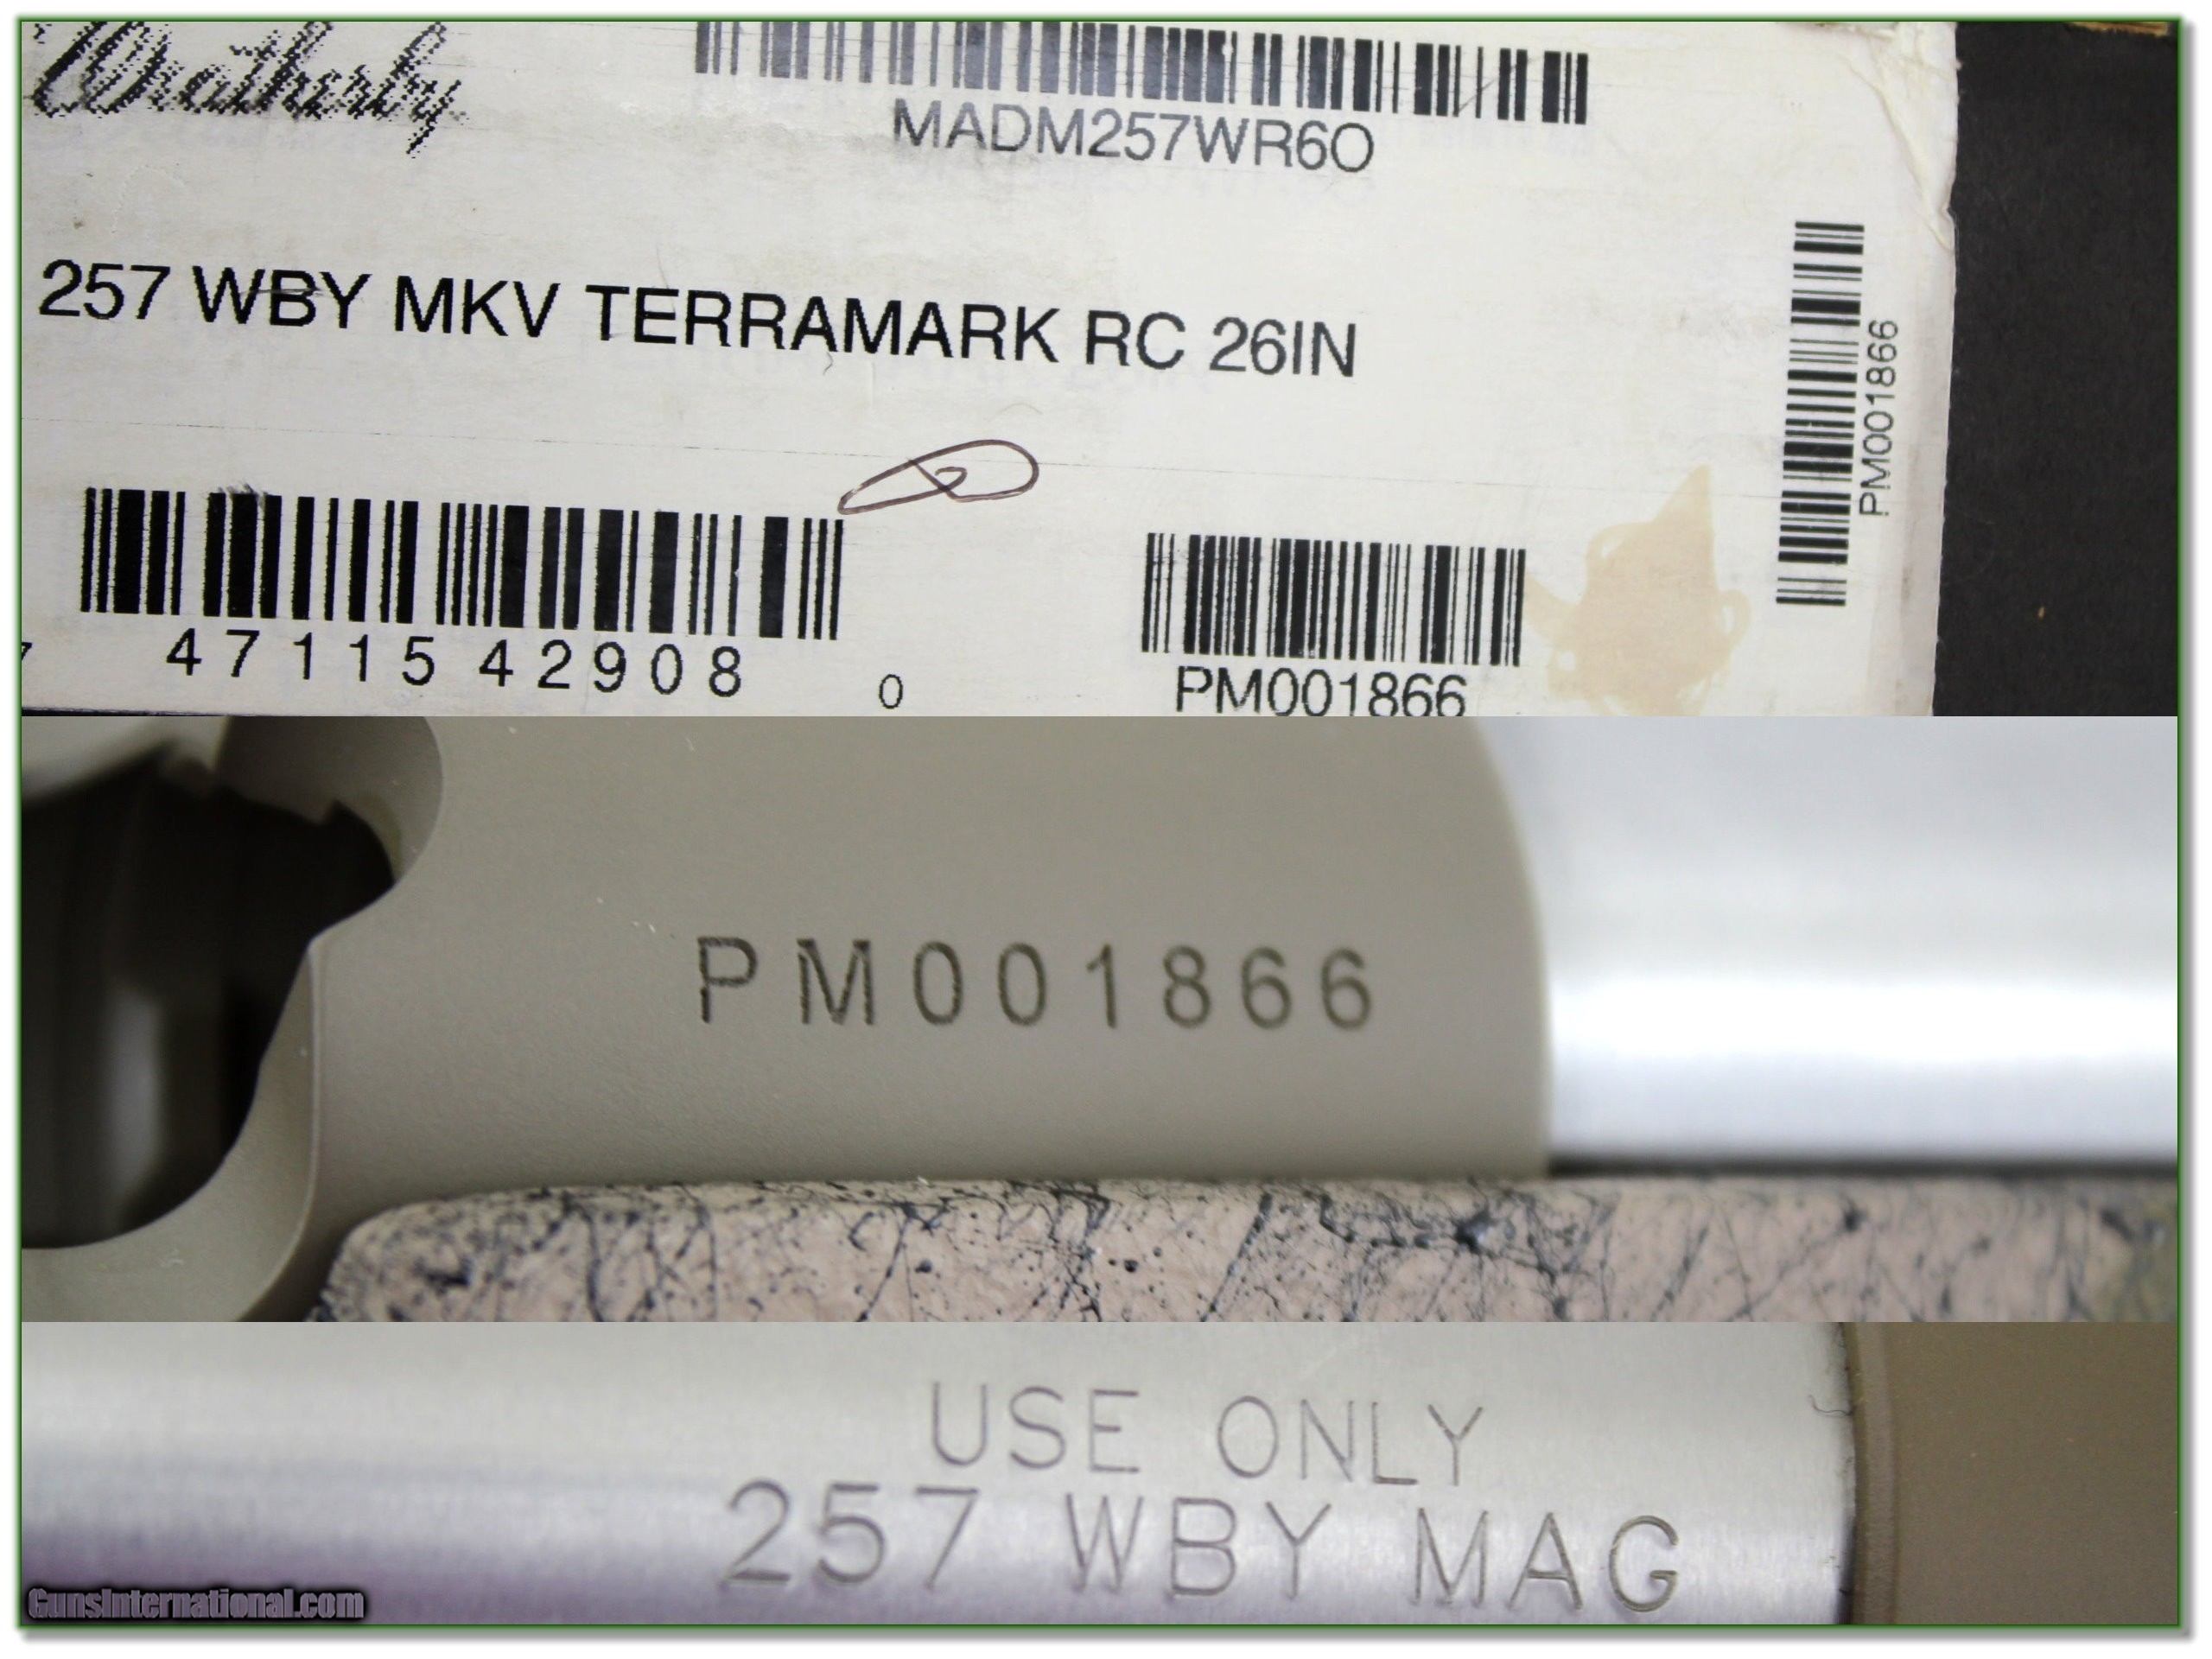 Weatherby
MADM257WR6O
257 WBY MKV TERRAMARK RC 26IN
PM001866
7 47115 42908 0
PM001866
PM001866
USE ONLY
257 WBY MAG
GunsInternational.com